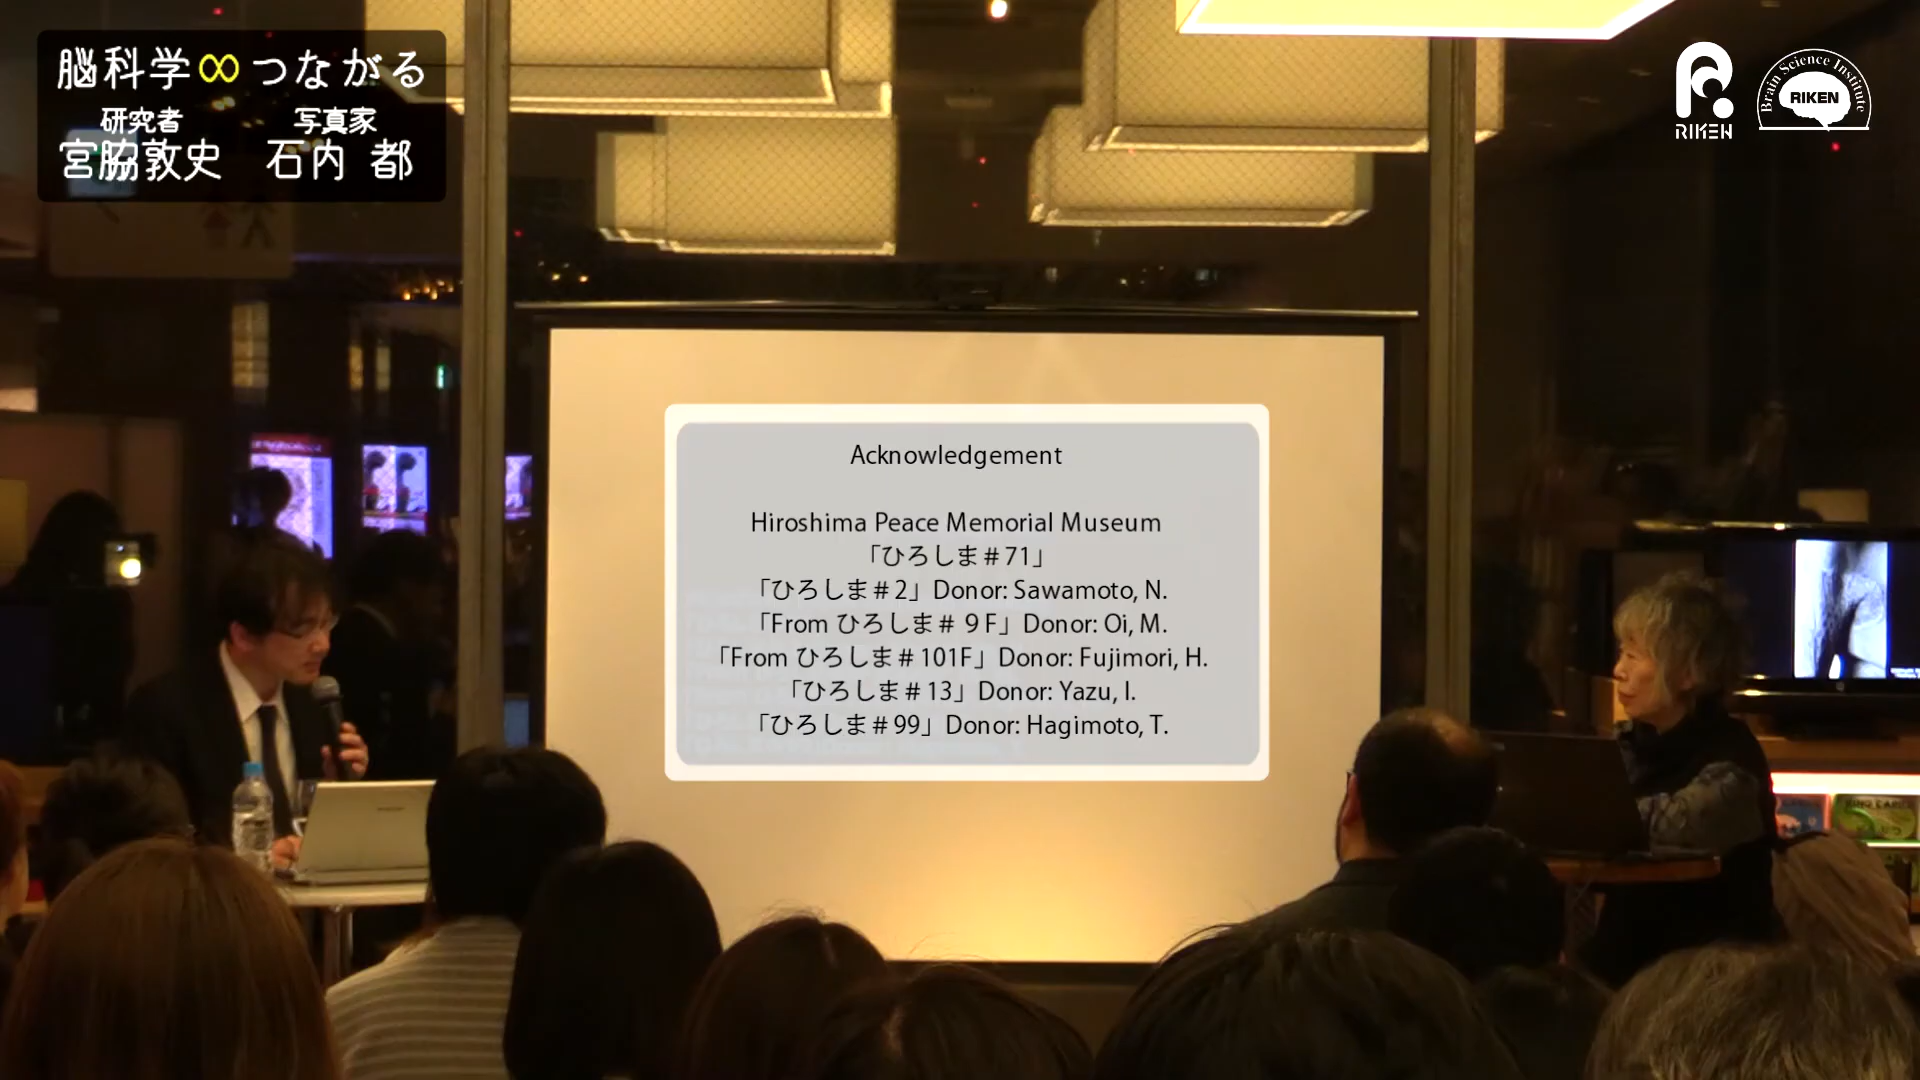 脳科学∞つながる
研究者 写真家
宮脇敦史 石内 都
RIKEN
Brain Science Institute
RIKEN
Acknowledgement
Hiroshima Peace Memorial Museum
「ひろしま＃71」
「ひろしま＃2」Donor: Sawamoto, N.
「From ひろしま＃9F」Donor: Oi, M.
「From ひろしま＃101F」Donor: Fujimori, H.
「ひろしま＃13」Donor: Yazu, I.
「ひろしま＃99」Donor: Hagimoto, T.